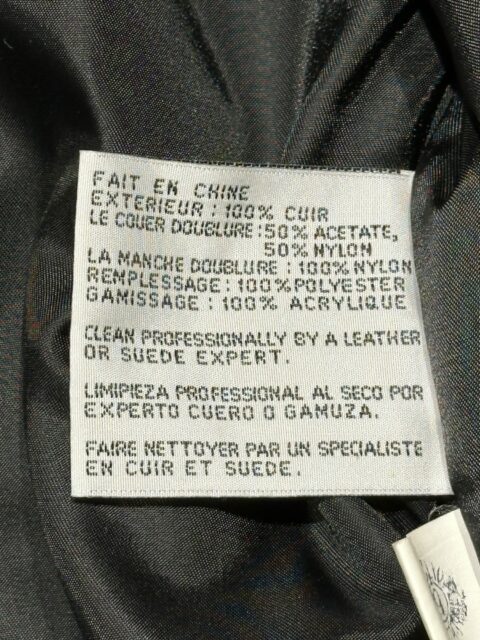 FAIT EN CHINE
EXTERIEUR : 100% CUIR
LE COUER DOUBLURE : 50% ACETATE,
50% NYLON
LA MANCHE DOUBLURE : 100% NYLON
REMPLESSAGE: 100% POLYESTER
GAMISSAGE : 100% ACRYLIQUE
CLEAN PROFESSIONALLY BY A LEATHER
OR SUEDE EXPERT.
LIMIPIEZA PROFESSIONAL AL SECO POR
EXPERTO CUERO O GAMUZA.
FAIRE NETTOYER PAR UN SPECIALISTE
EN CUIR ET SUEDE.